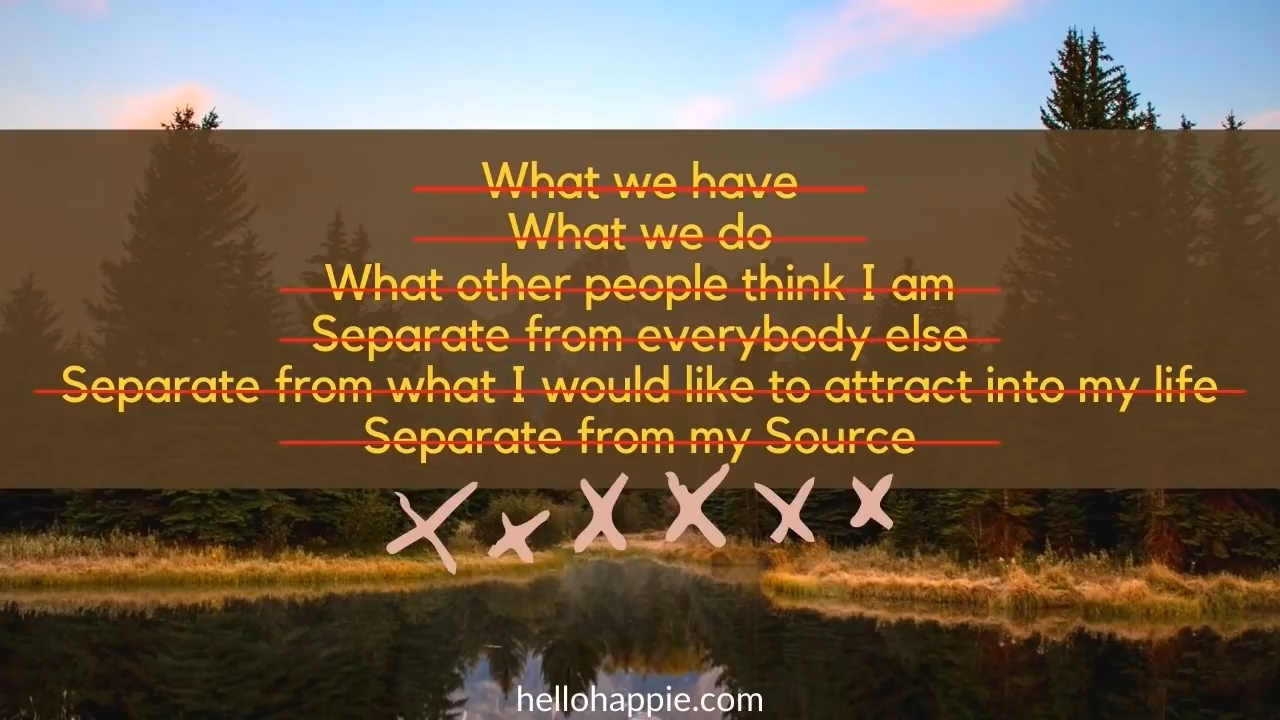 What we have
What we do
What other people think I am
Separate from everybody else
Separate from what I would like to attract into my life
Separate from my Source
hellohappie.com